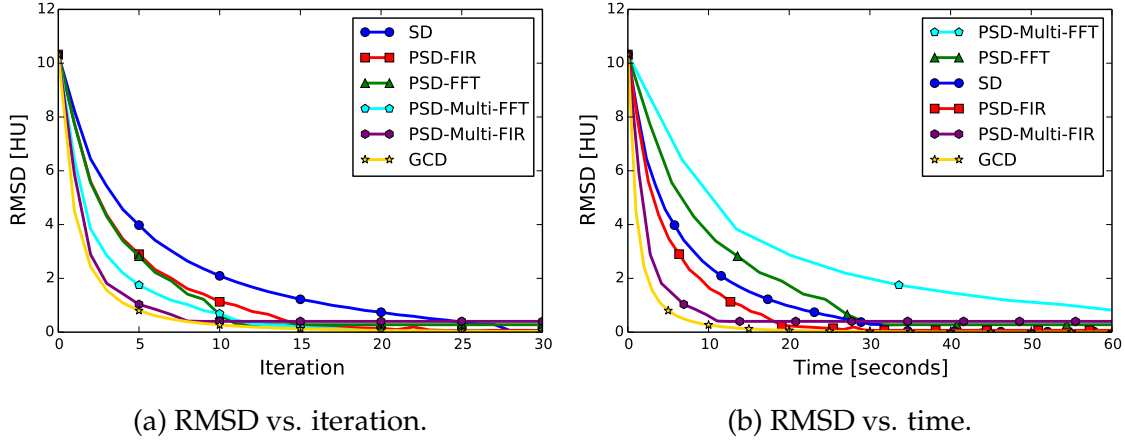 12
10
8
6
4
2
0
RMSD [HU]
SD
PSD-FIR
PSD-FFT
PSD-Multi-FFT
PSD-Multi-FIR
GCD
0 5 10 15 20 25 30
Iteration
(a) RMSD vs. iteration.
12
10
8
6
4
2
0
RMSD [HU]
PSD-Multi-FFT
PSD-FFT
SD
PSD-FIR
PSD-Multi-FIR
GCD
0 10 20 30 40 50 60
Time [seconds]
(b) RMSD vs. time.